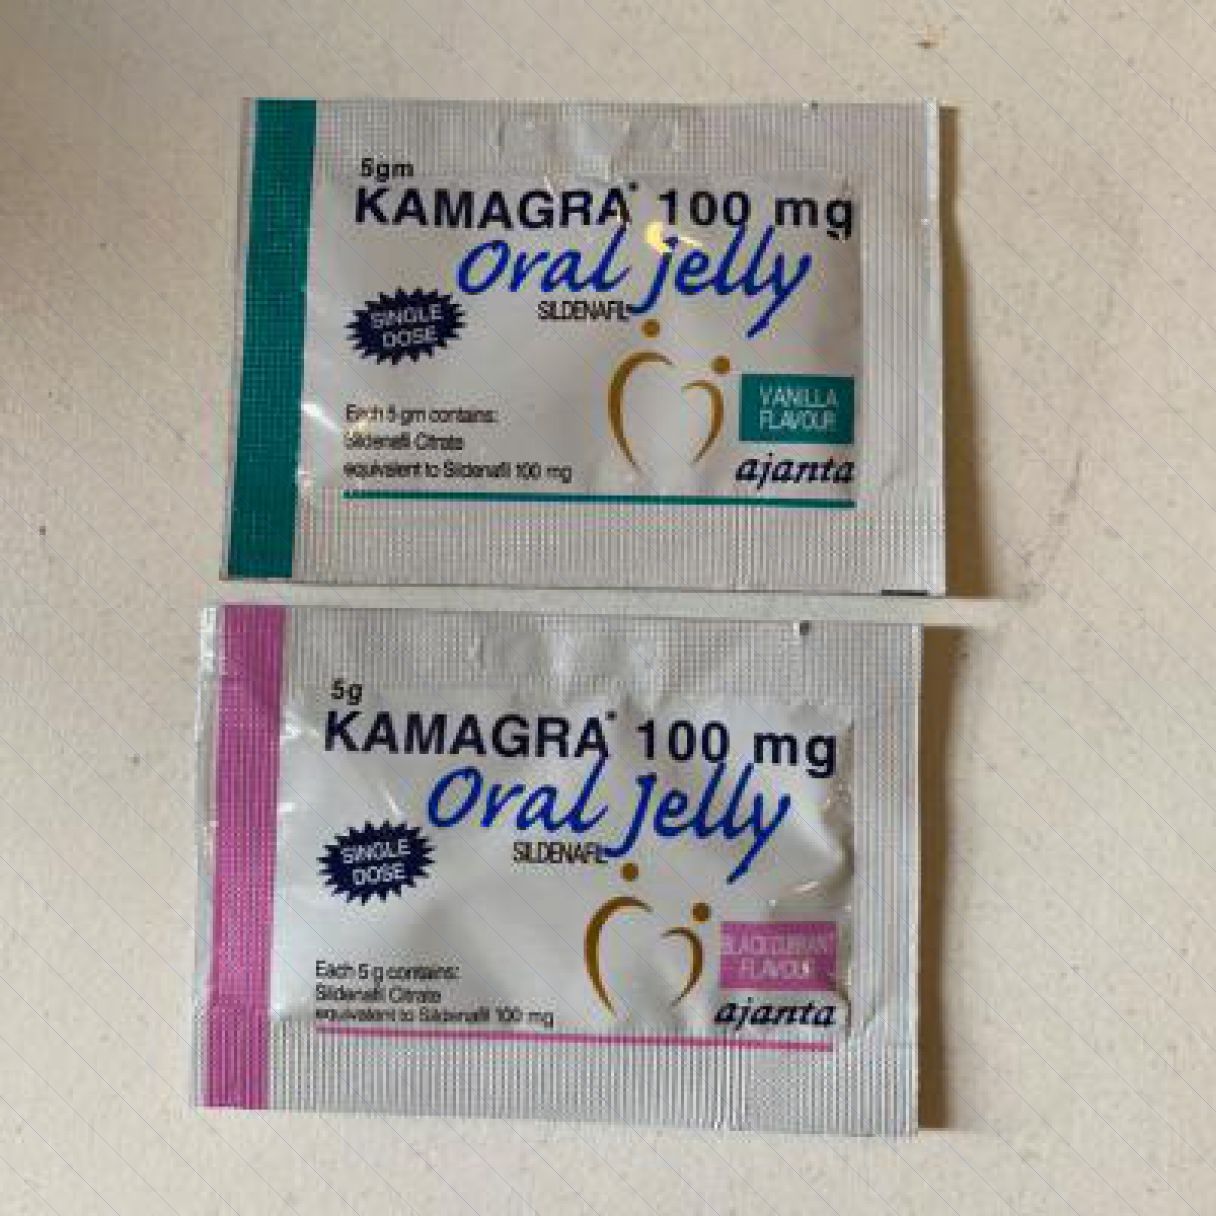 5gm
KAMAGRA® 100 mg
Oral jelly
SILDENAFIL
SINGLE
DOSE
Each 5 gm contains:
Sildenafil Citrate
equivalent to Sildenafil 100 mg
VANILLA
FLAVOUR
ajanta
5g
KAMAGRA® 100 mg
Oral Jelly
SILDENAFIL
SINGLE
DOSE
Each 5 g contains:
Sildenafil Citrate
equivalent to Sildenafil 100 mg
BLACKCURRANT
FLAVOUR
ajanta